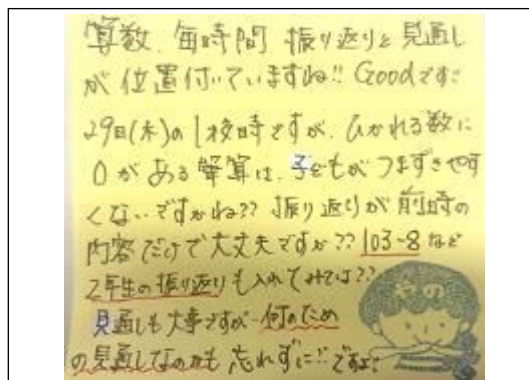 算数、毎時間 振り返りと見通し
が位置付いていますね!! Goodです!
29日(木)の1校時ですが、ひかれる数に
0がある筆算は、子どもがつまずきやす
くないですかね?? 振り返りが前時の
内容だけで大丈夫ですか?? 103-8など
2年生の振り返りも入れてみては??
見通しも大事ですが…何のため
の見通しなのかも忘れずに!!ですよ!
やの